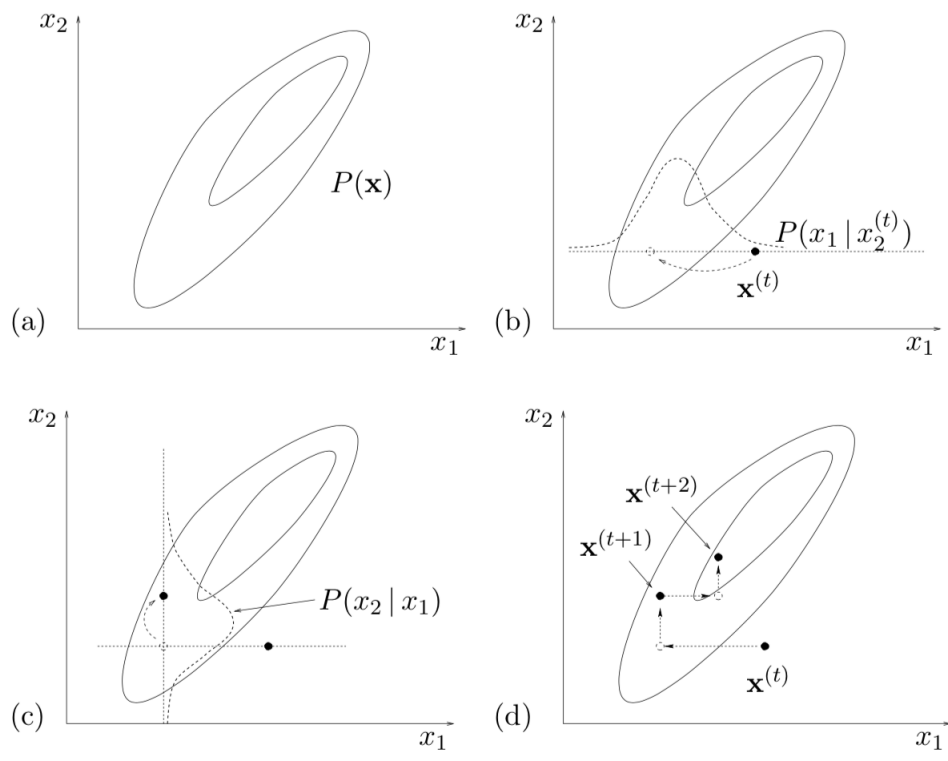 x₂
P(x)
(a)
x₁
x₂
P(x₁ | x₂⁽ᵗ⁾)
x⁽ᵗ⁾
(b)
x₁
x₂
P(x₂ | x₁)
(c)
x₁
x₂
x⁽ᵗ⁺²⁾
x⁽ᵗ⁺¹⁾
x⁽ᵗ⁾
(d)
x₁